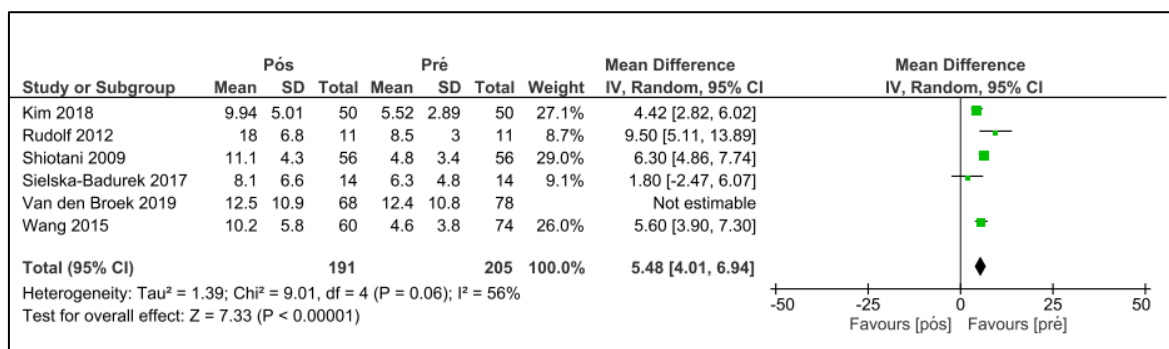 Pós Pré Mean Difference Mean Difference
Study or Subgroup Mean SD Total Mean SD Total Weight IV, Random, 95% CI IV, Random, 95% CI
Kim 2018 9.94 5.01 50 5.52 2.89 50 27.1% 4.42 [2.82, 6.02]
Rudolf 2012 18 6.8 11 8.5 3 11 8.7% 9.50 [5.11, 13.89]
Shiotani 2009 11.1 4.3 56 4.8 3.4 56 29.0% 6.30 [4.86, 7.74]
Sielska-Badurek 2017 8.1 6.6 14 6.3 4.8 14 9.1% 1.80 [-2.47, 6.07]
Van den Broek 2019 12.5 10.9 68 12.4 10.8 78 Not estimable
Wang 2015 10.2 5.8 60 4.6 3.8 74 26.0% 5.60 [3.90, 7.30]
Total (95% CI) 191 205 100.0% 5.48 [4.01, 6.94]
Heterogeneity: Tau² = 1.39; Chi² = 9.01, df = 4 (P = 0.06); I² = 56%
Test for overall effect: Z = 7.33 (P < 0.00001)
-50 -25 0 25 50
Favours [pós] Favours [pré]